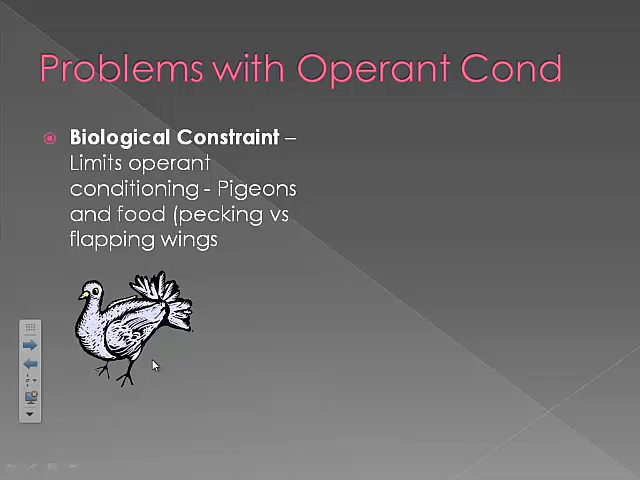 Problems with Operant Cond
Biological Constraint –
Limits operant
conditioning - Pigeons
and food (pecking vs
flapping wings